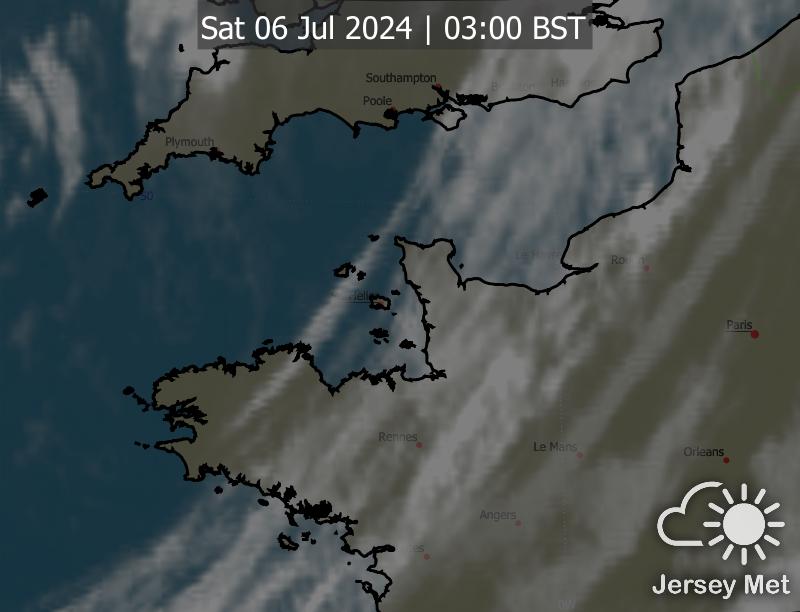 Sat 06 Jul 2024 | 03:00 BST
Southampton
Poole
Plymouth
50
Rouen
Paris
Rennes
Le Mans
Orleans
Angers
Jersey Met